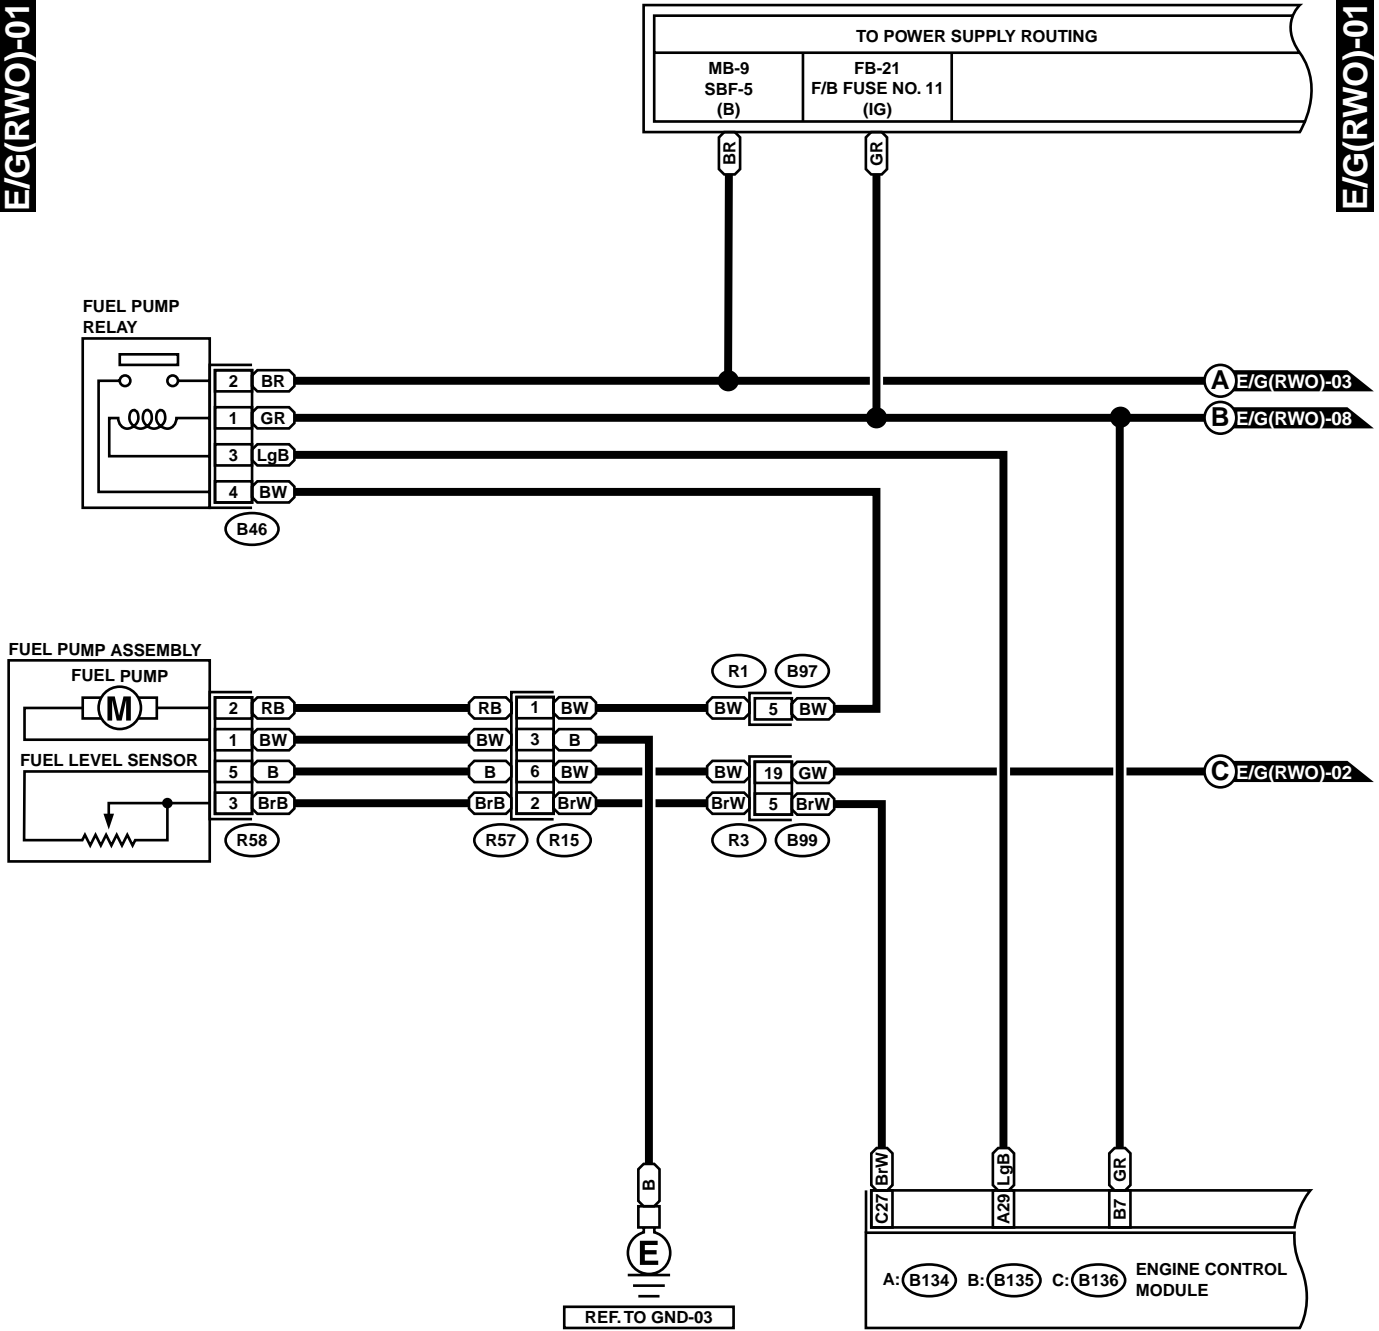 E/G(RWO)-01
E/G(RWO)-01
TO POWER SUPPLY ROUTING
MB-9
SBF-5
(B)
FB-21
F/B FUSE NO. 11
(IG)
BR
GR
FUEL PUMP
RELAY
2 BR
1 GR
3 LgB
4 BW
B46
A E/G(RWO)-03
B E/G(RWO)-08
FUEL PUMP ASSEMBLY
FUEL PUMP
M
FUEL LEVEL SENSOR
R1 B97
2 RB RB 1 BW BW 5 BW
1 BW BW 3 B
5 B B 6 BW BW 19 GW
3 BrB BrB 2 BrW BrW 5 BrW
C E/G(RWO)-02
R58 R57 R15 R3 B99
B
E
REF. TO GND-03
BrW LgB GR
C27 A29 B7
A: B134 B: B135 C: B136
ENGINE CONTROL
MODULE